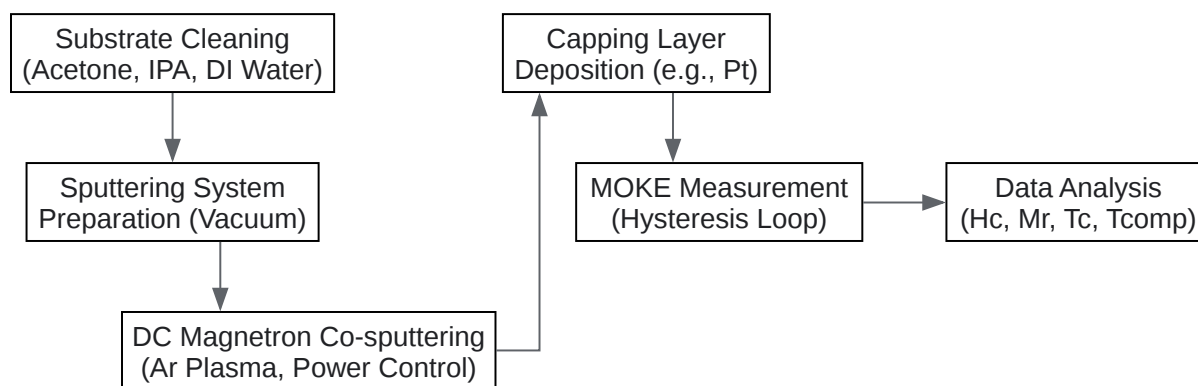 Substrate Cleaning
(Acetone, IPA, DI Water)
Sputtering System
Preparation (Vacuum)
DC Magnetron Co-sputtering
(Ar Plasma, Power Control)
Capping Layer
Deposition (e.g., Pt)
MOKE Measurement
(Hysteresis Loop)
Data Analysis
(Hc, Mr, Tc, Tcomp)